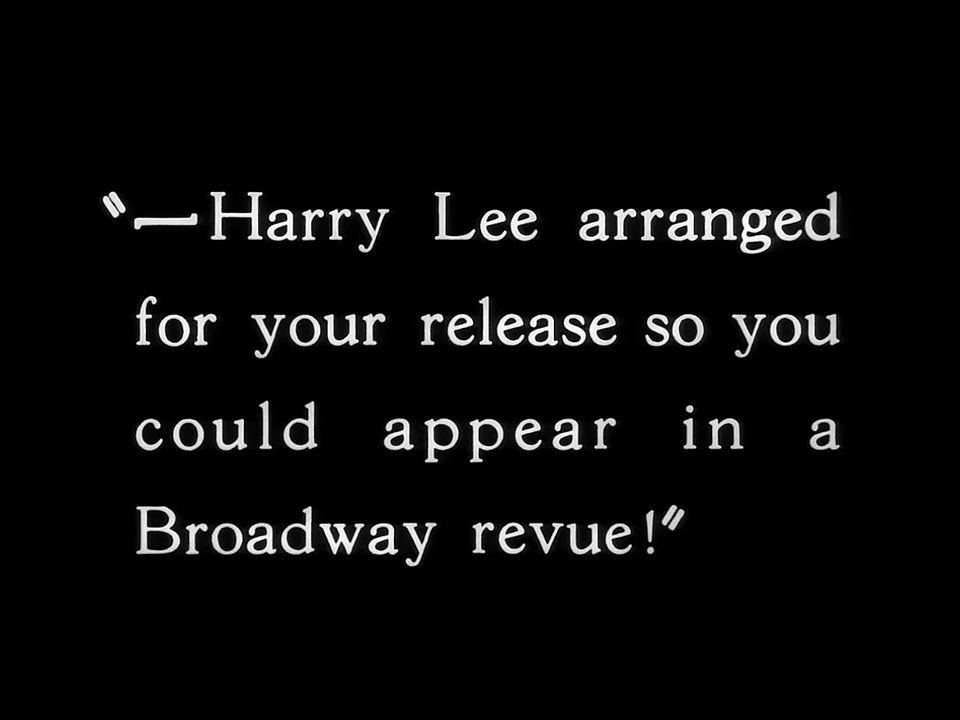 "—Harry Lee arranged
for your release so you
could appear in a
Broadway revue!"